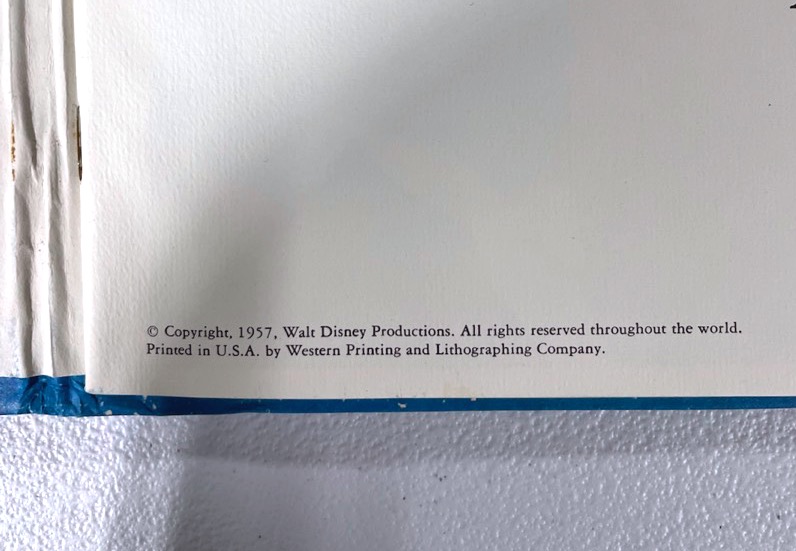 © Copyright, 1957, Walt Disney Productions. All rights reserved throughout the world.
Printed in U.S.A. by Western Printing and Lithographing Company.